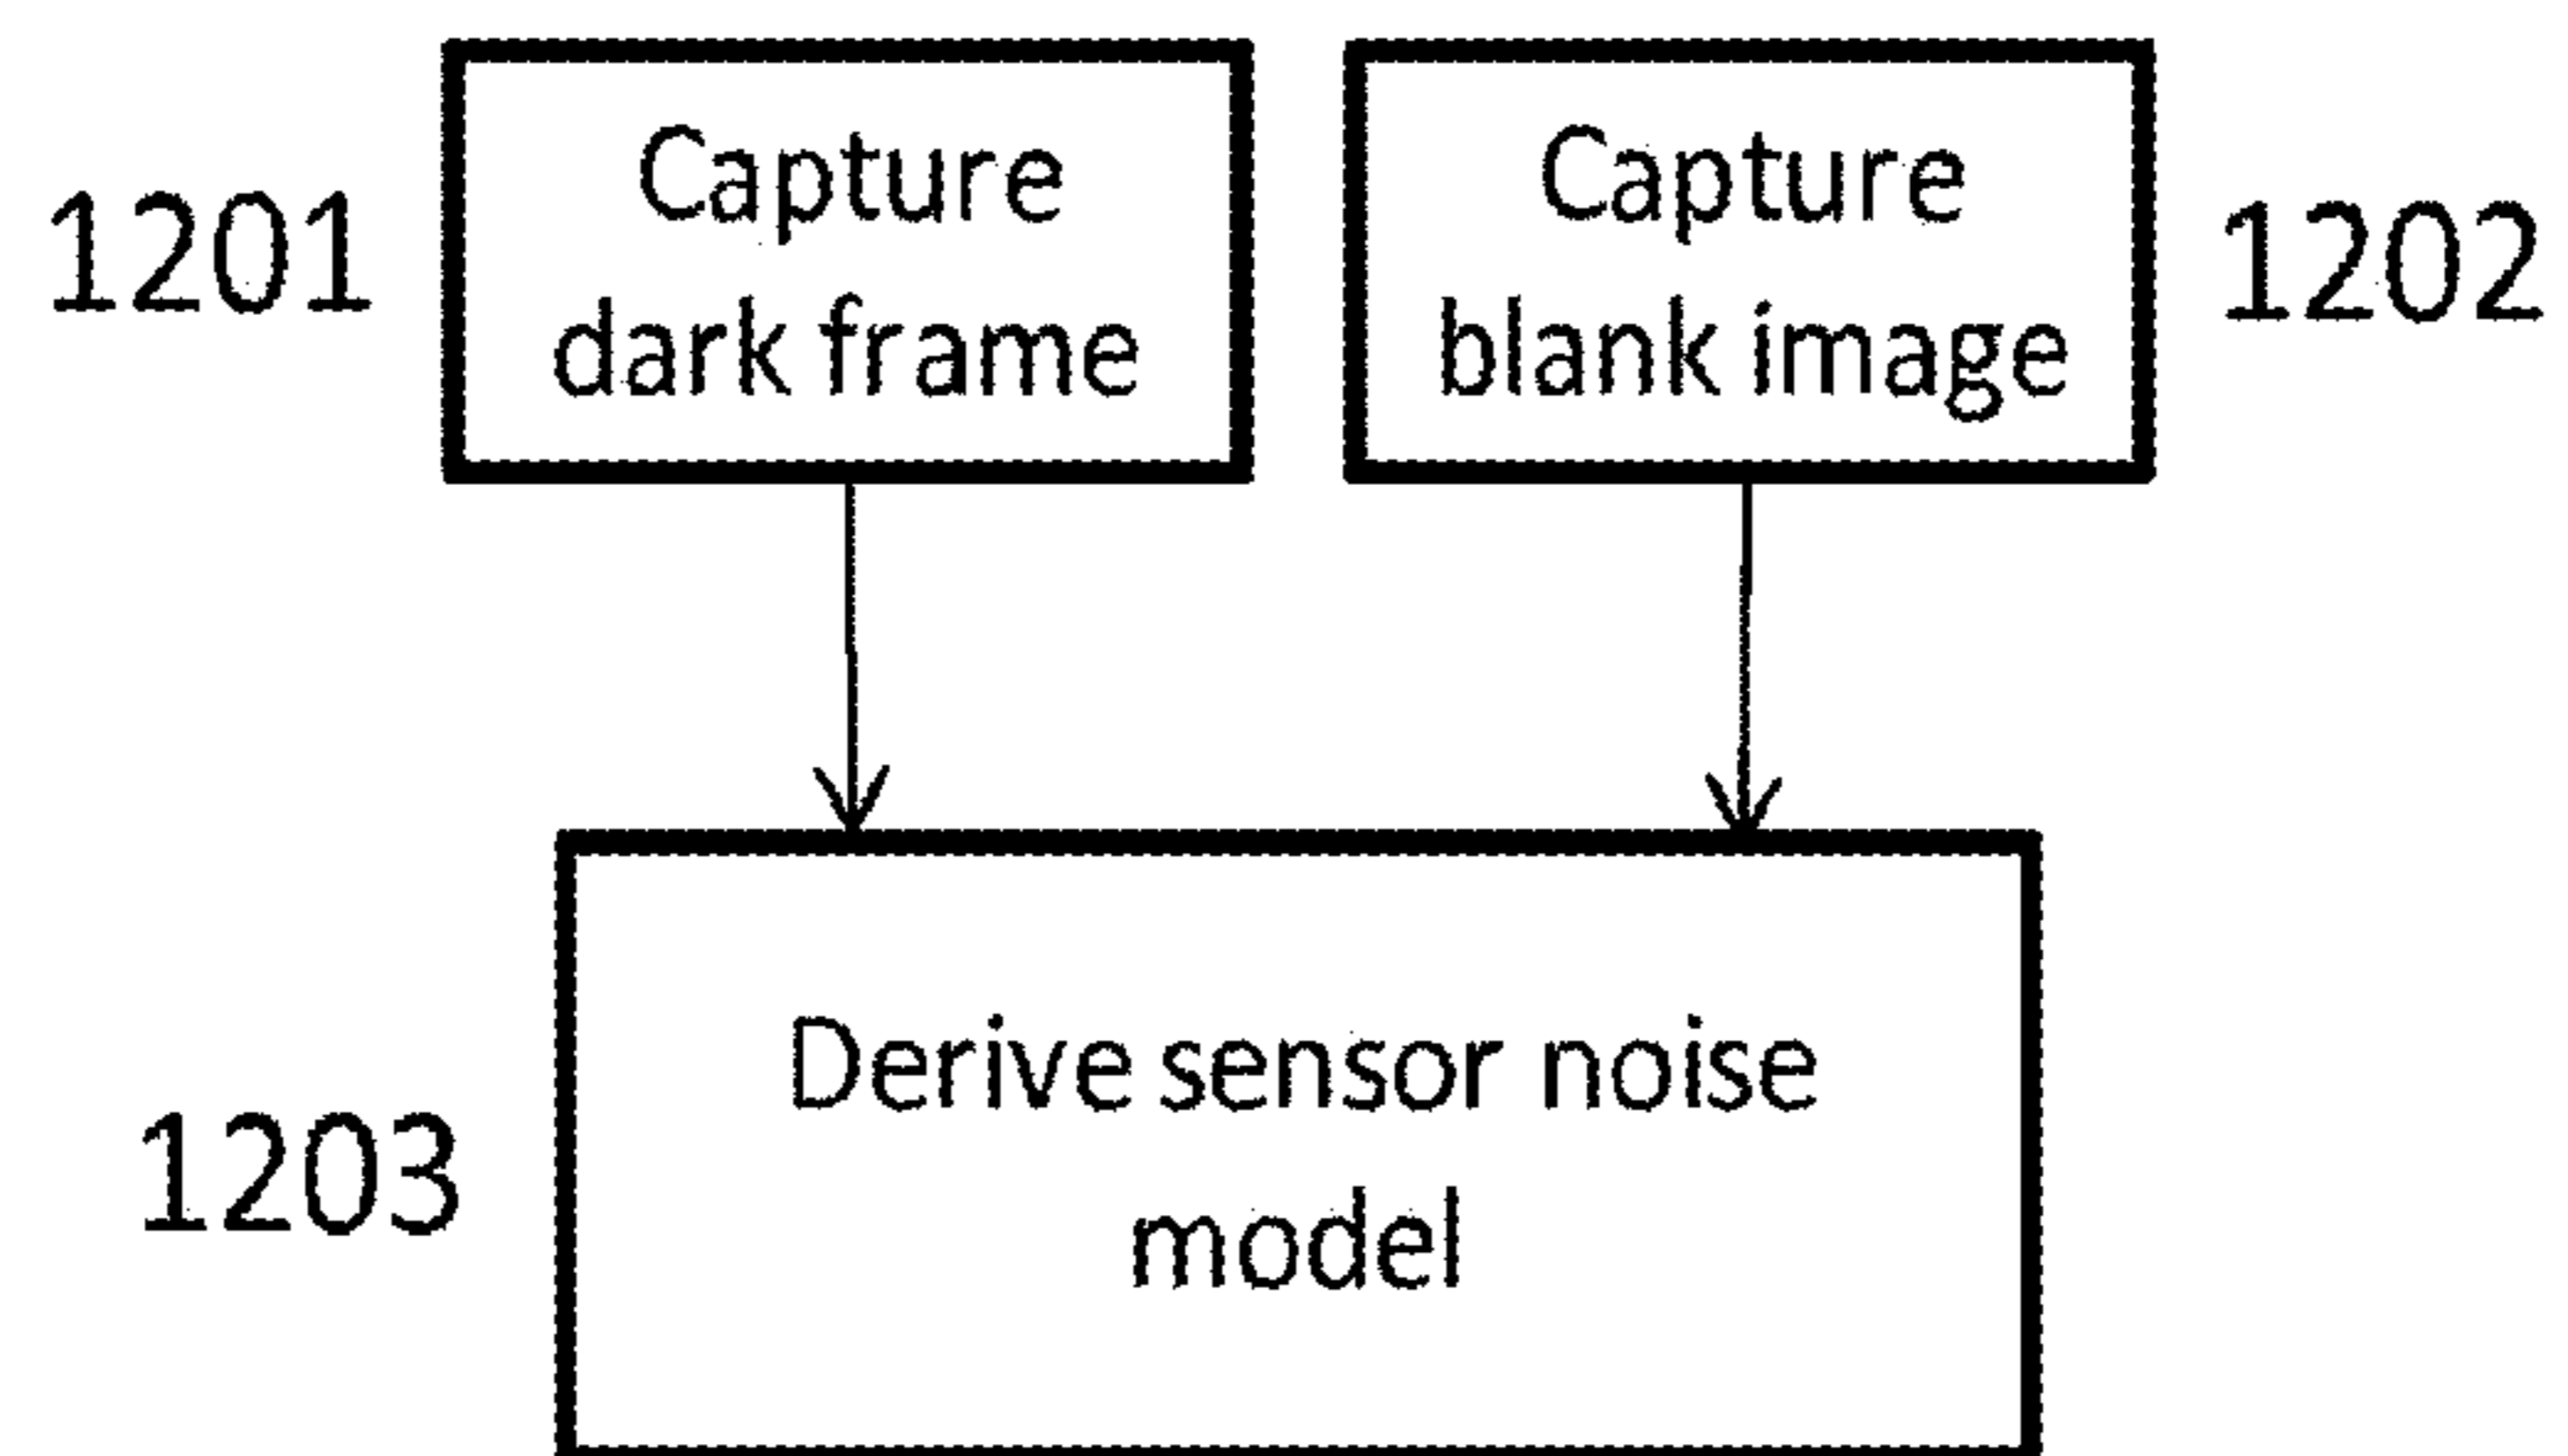 1201
Capture
dark frame
Capture
blank image
1202
1203
Derive sensor noise
model